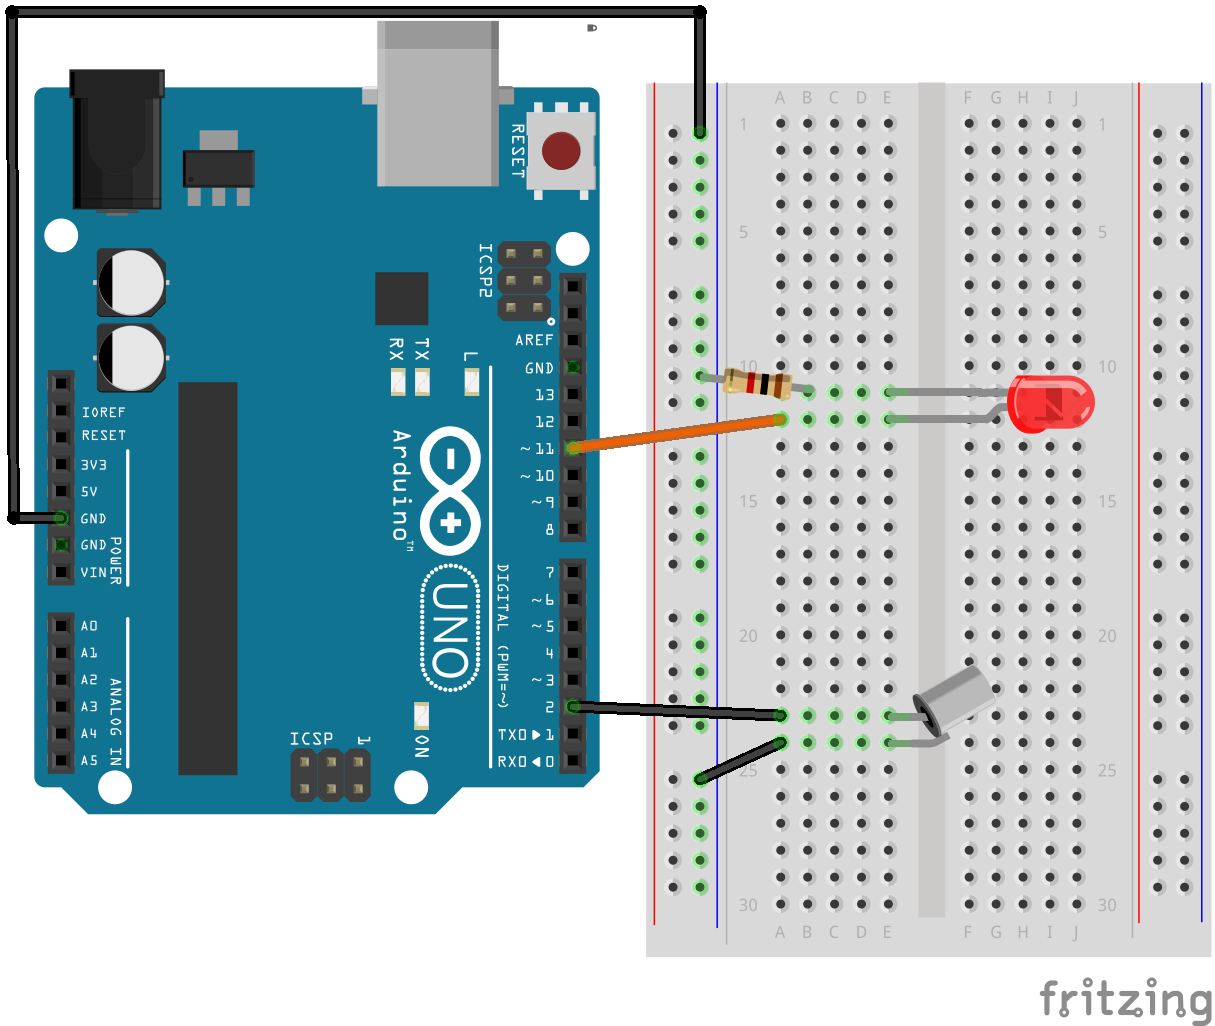 RESET
ICSP2
AREF
GND
13
12
~11
~10
~9
8
RX
TX
L
IOREF
RESET
3V3
5V
GND
GND
VIN
POWER
Arduino™
UNO
7
~6
~5
4
~3
2
TX0▶1
RX0◀0
DIGITAL (PWM=~)
A0
A1
A2
A3
A4
A5
ANALOG IN
ICSP
1
ON
A B C D E F G H I J
1 1
5 5
10 10
15 15
20 20
25 25
30 30
A B C D E F G H I J
fritzing